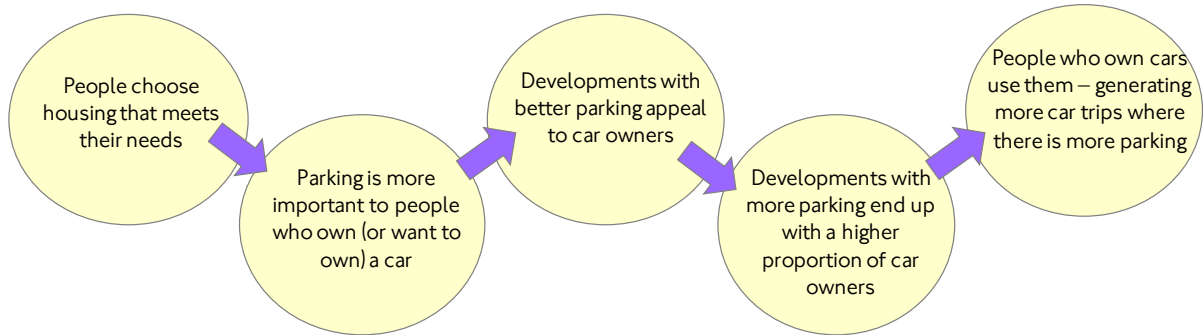 People choose
housing that meets
their needs
Parking is more
important to people
who own (or want to
own) a car
Developments with
better parking appeal
to car owners
Developments with
more parking end up
with a higher
proportion of car
owners
People who own cars
use them – generating
more car trips where
there is more parking